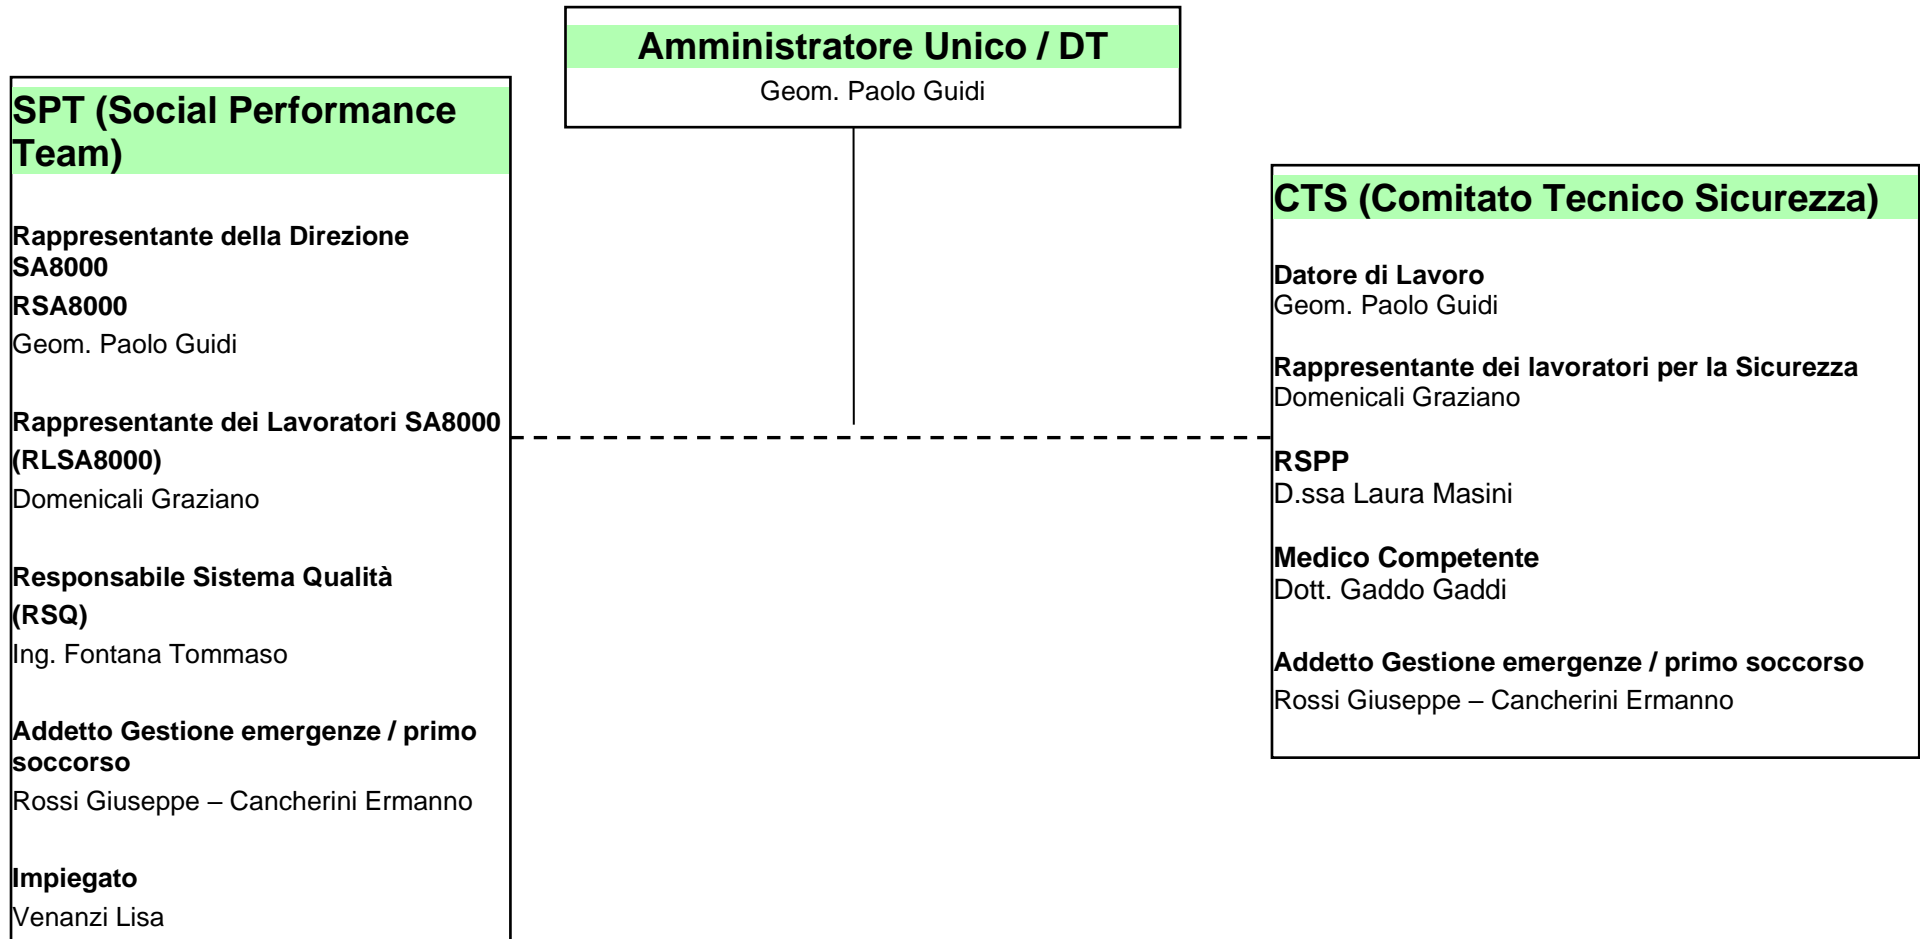 Amministratore Unico / DT
Geom. Paolo Guidi
SPT (Social Performance
Team)
Rappresentante della Direzione
SA8000
RSA8000
Geom. Paolo Guidi
Rappresentante dei Lavoratori SA8000
(RLSA8000)
Domenicali Graziano
Responsabile Sistema Qualità
(RSQ)
Ing. Fontana Tommaso
Addetto Gestione emergenze / primo
soccorso
Rossi Giuseppe – Cancherini Ermanno
Impiegato
Venanzi Lisa
CTS (Comitato Tecnico Sicurezza)
Datore di Lavoro
Geom. Paolo Guidi
Rappresentante dei lavoratori per la Sicurezza
Domenicali Graziano
RSPP
D.ssa Laura Masini
Medico Competente
Dott. Gaddo Gaddi
Addetto Gestione emergenze / primo soccorso
Rossi Giuseppe – Cancherini Ermanno